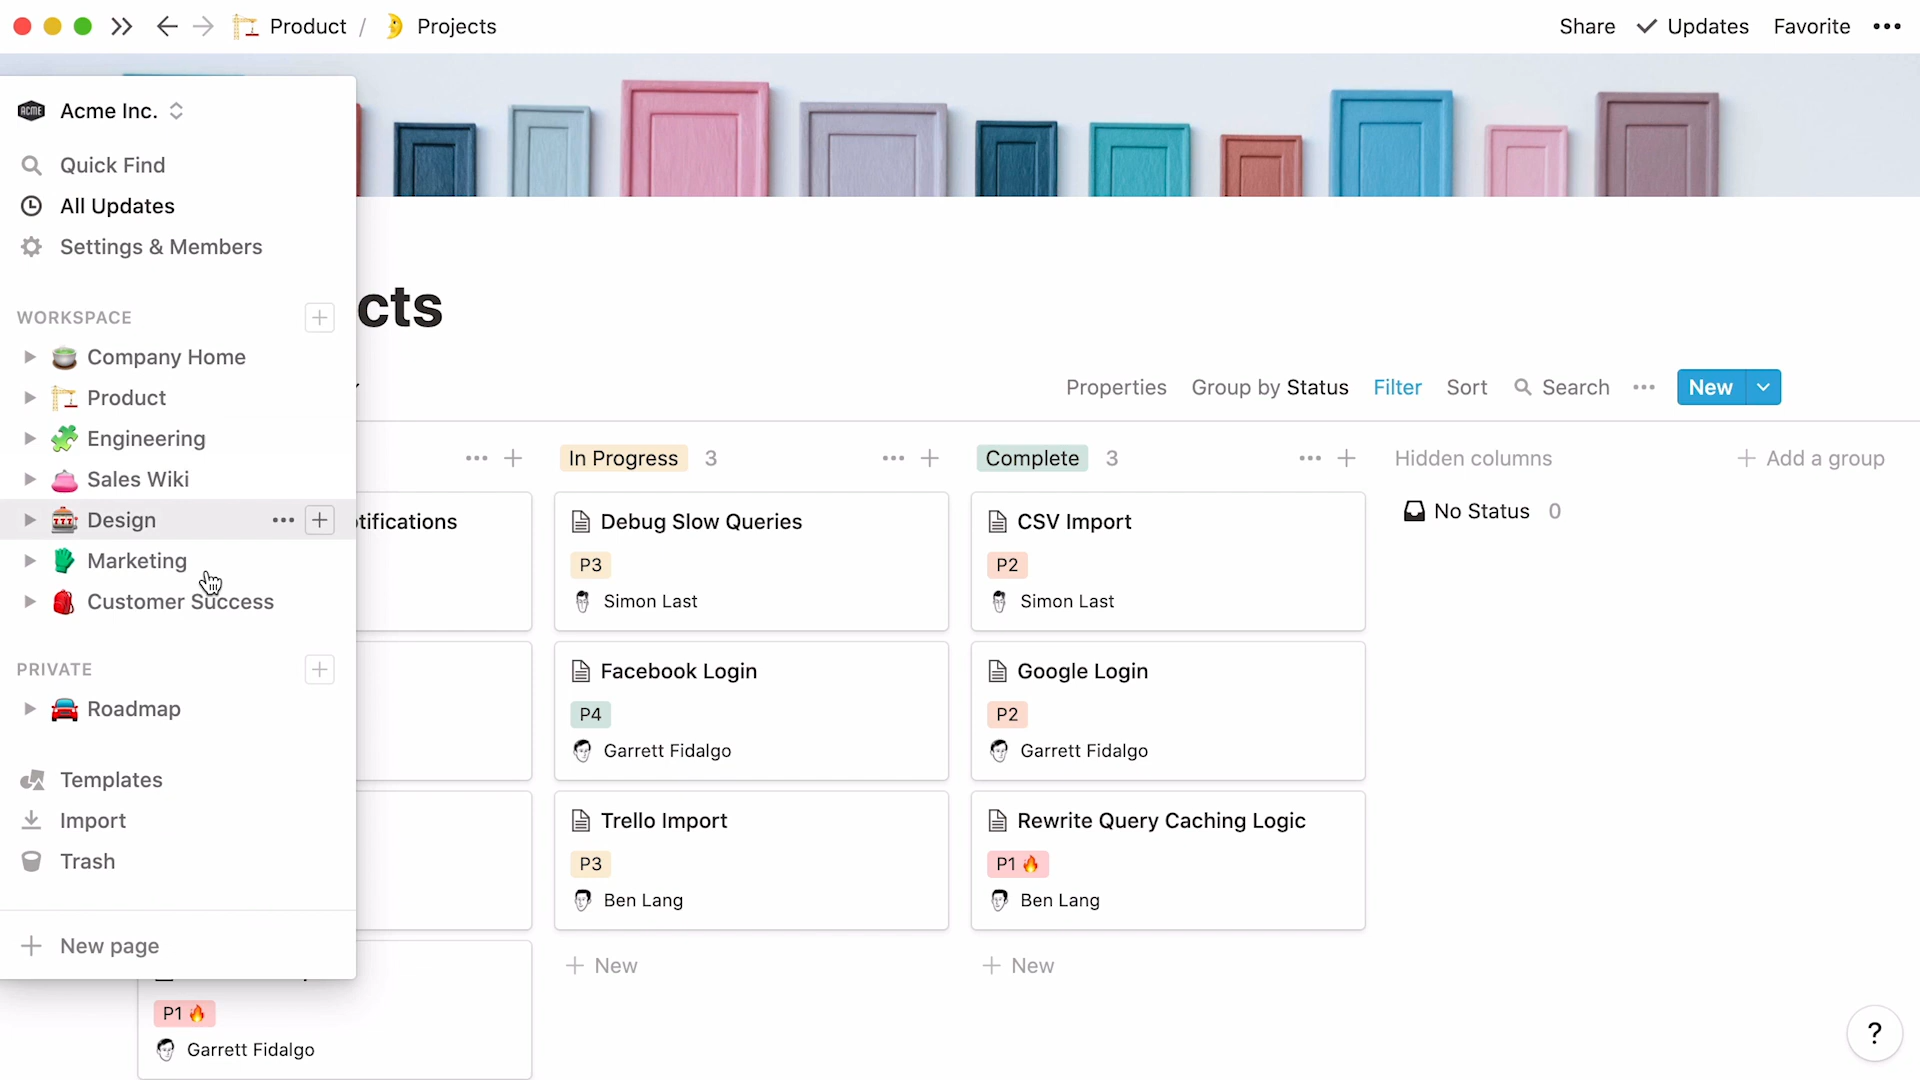 Product / Projects
Share Updates Favorite
ACME Acme Inc.
Quick Find
All Updates
Settings & Members
WORKSPACE
Company Home
Product
Engineering
Sales Wiki
Design
Marketing
Customer Success
PRIVATE
Roadmap
Templates
Import
Trash
New page
cts
Properties Group by Status Filter Sort Search New
tifications
P1 🔥
Garrett Fidalgo
In Progress 3
Debug Slow Queries
P3
Simon Last
Facebook Login
P4
Garrett Fidalgo
Trello Import
P3
Ben Lang
New
Complete 3
CSV Import
P2
Simon Last
Google Login
P2
Garrett Fidalgo
Rewrite Query Caching Logic
P1 🔥
Ben Lang
New
Hidden columns
No Status 0
Add a group
?